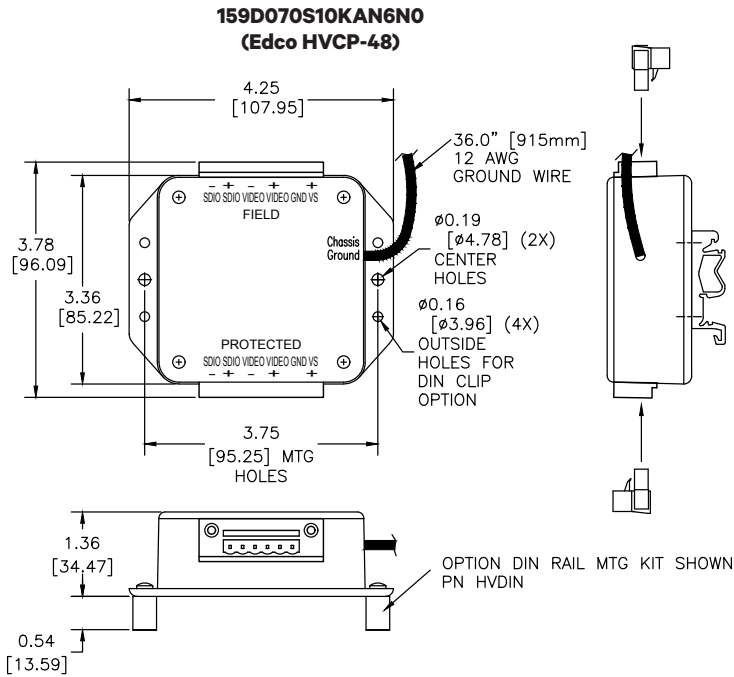 159D070S10KAN6N0
(Edco HVCP-48)
4.25
[107.95]
36.0" [915mm]
12 AWG
GROUND WIRE
– + – + +
SDIO SDIO VIDEO VIDEO GND VS
FIELD
Chassis
Ground
3.78
[96.09]
3.36
[85.22]
ø0.19
[ø4.78] (2X)
CENTER
HOLES
ø0.16
[ø3.96] (4X)
OUTSIDE
HOLES FOR
DIN CLIP
OPTION
PROTECTED
SDIO SDIO VIDEO VIDEO GND VS
– + – + +
3.75
[95.25] MTG
HOLES
1.36
[34.47]
OPTION DIN RAIL MTG KIT SHOWN
PN HVDIN
0.54
[13.59]